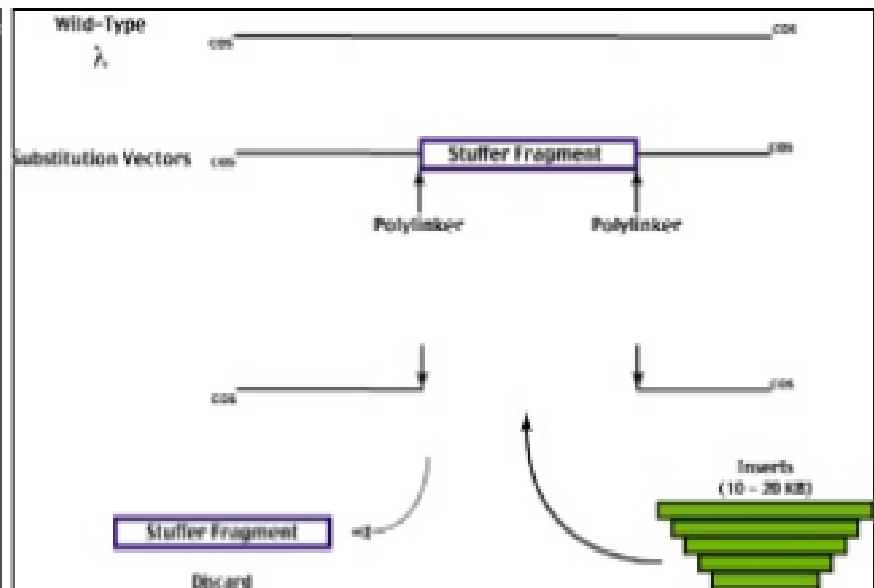 Wild-Type
λ
cos
cos
Substitution Vectors
cos
Stuffer Fragment
cos
Polylinker
Polylinker
cos
cos
Inserts
(10 - 20 KB)
Stuffer Fragment
Discard